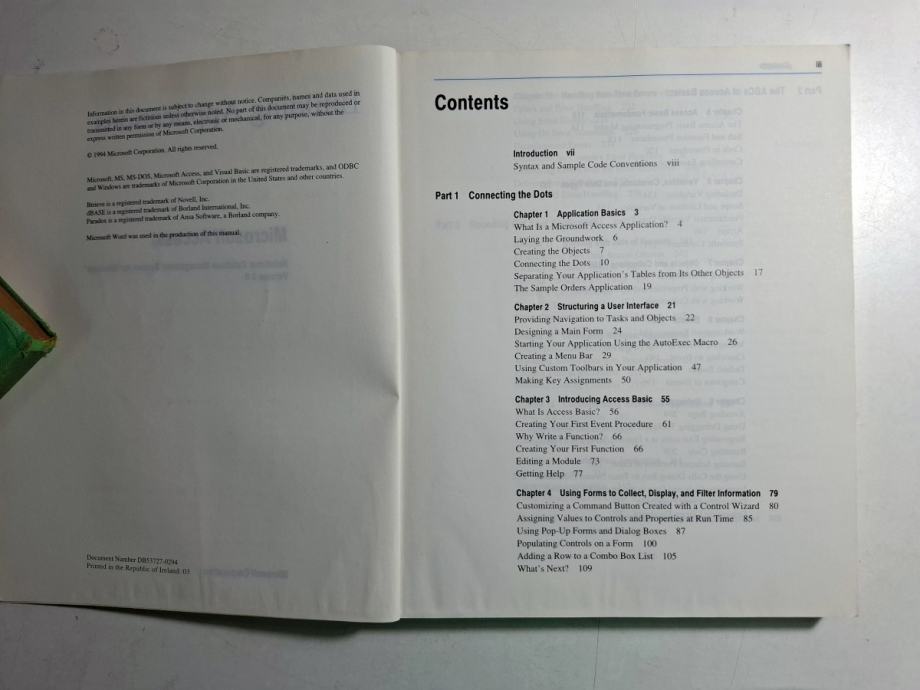 Information in this document is subject to change without notice. Companies, names and data used in
examples herein are fictitious unless otherwise noted. No part of this document may be reproduced or
transmitted in any form or by any means, electronic or mechanical, for any purpose, without the
express written permission of Microsoft Corporation.
© 1994 Microsoft Corporation. All rights reserved.
Microsoft, MS, MS-DOS, Microsoft Access, and Visual Basic are registered trademarks, and ODBC
and Windows are trademarks of Microsoft Corporation in the United States and other countries.
Btrieve is a registered trademark of Novell, Inc.
dBASE is a registered trademark of Borland International, Inc.
Paradox is a registered trademark of Ansa Software, a Borland company.
Microsoft Word was used in the production of this manual.
Document Number DB53727-0294
Printed in the Republic of Ireland: 03
iii
Contents
Introduction vii
Syntax and Sample Code Conventions viii
Part 1 Connecting the Dots
Chapter 1 Application Basics 3
What Is a Microsoft Access Application? 4
Laying the Groundwork 6
Creating the Objects 7
Connecting the Dots 10
Separating Your Application's Tables from Its Other Objects 17
The Sample Orders Application 19
Chapter 2 Structuring a User Interface 21
Providing Navigation to Tasks and Objects 22
Designing a Main Form 24
Starting Your Application Using the AutoExec Macro 26
Creating a Menu Bar 29
Using Custom Toolbars in Your Application 47
Making Key Assignments 50
Chapter 3 Introducing Access Basic 55
What Is Access Basic? 56
Creating Your First Event Procedure 61
Why Write a Function? 66
Creating Your First Function 66
Editing a Module 73
Getting Help 77
Chapter 4 Using Forms to Collect, Display, and Filter Information 79
Customizing a Command Button Created with a Control Wizard 80
Assigning Values to Controls and Properties at Run Time 85
Using Pop-Up Forms and Dialog Boxes 87
Populating Controls on a Form 100
Adding a Row to a Combo Box List 105
What's Next? 109